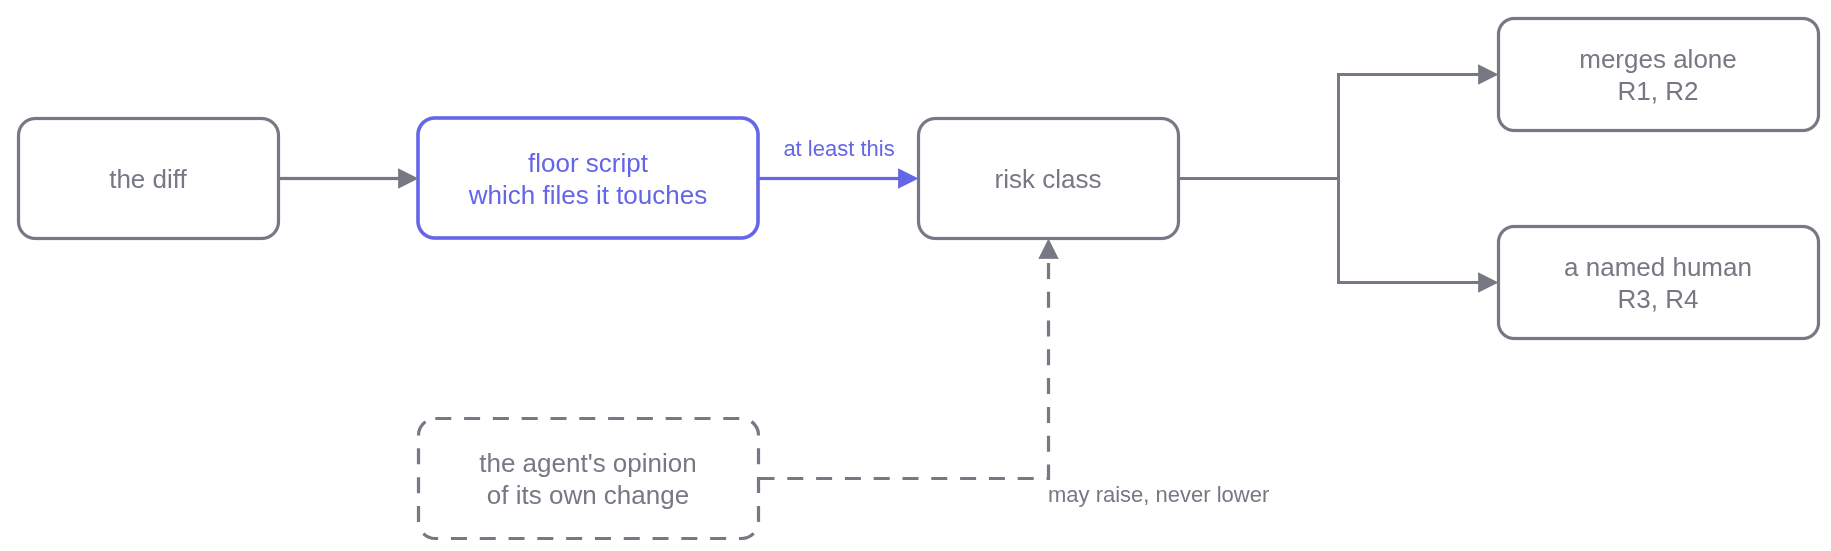 the diff
floor script
which files it touches
at least this
risk class
merges alone
R1, R2
a named human
R3, R4
the agent's opinion
of its own change
may raise, never lower